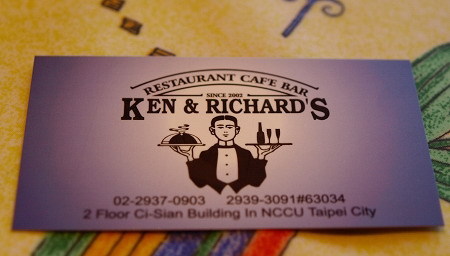 RESTAURANT CAFE BAR
SINCE 2002
KEN & RICHARD'S
02-2937-0903 2939-3091#63034
2 Floor Ci-Sian Building In NCCU Taipei City